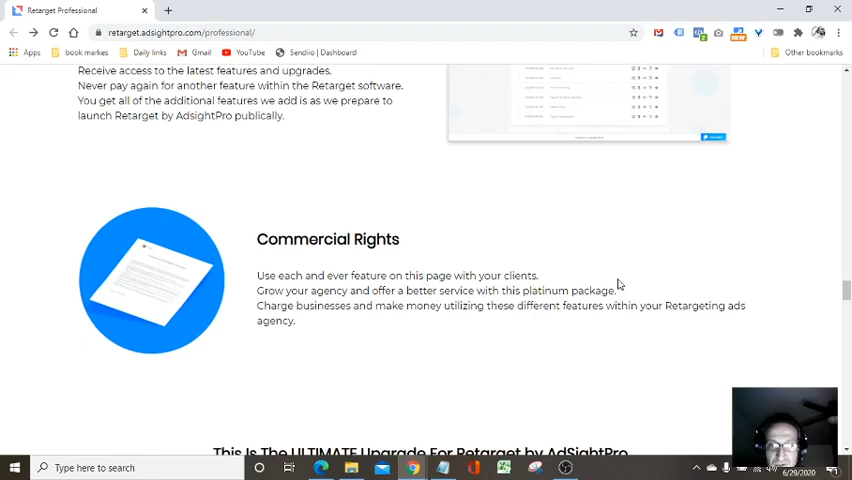 Retarget Professional
retarget.adsightpro.com/professional/
Apps
book markes
Daily links
Gmail
YouTube
Sendiio | Dashboard
Other bookmarks
Receive access to the latest features and upgrades.
Never pay again for another feature within the Retarget software.
You get all of the additional features we add is as we prepare to
launch Retarget by AdsightPro publically.
Commercial Rights
Use each and ever feature on this page with your clients.
Grow your agency and offer a better service with this platinum package.
Charge businesses and make money utilizing these different features within your Retargeting ads
agency.
This Is The ULTIMATE Upgrade For Retarget by AdSightPro
Type here to search
6/29/2020